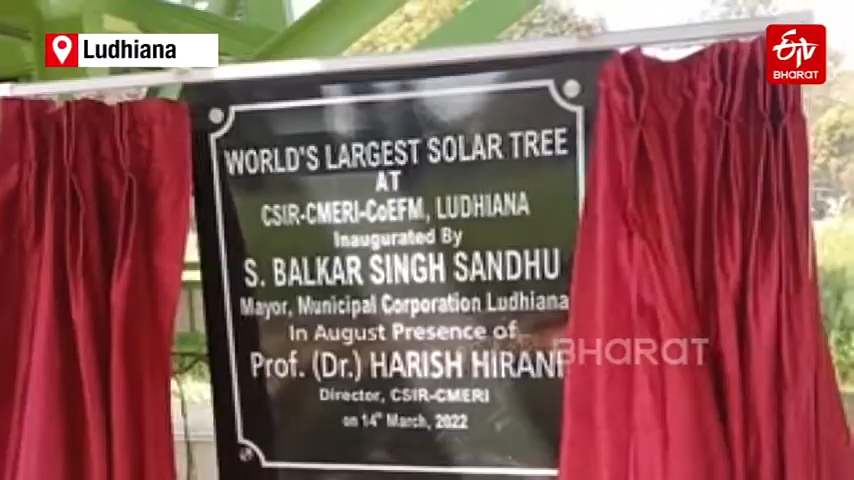 Ludhiana
etv
BHARAT
WORLD'S LARGEST SOLAR TREE
AT
CSIR-CMERI-CoEFM, LUDHIANA
Inaugurated By
S. BALKAR SINGH SANDHU
Mayor, Municipal Corporation Ludhiana
In August Presence of
Prof. (Dr.) HARISH HIRANI
Director, CSIR-CMERI
on 14th March, 2022
BHARAT